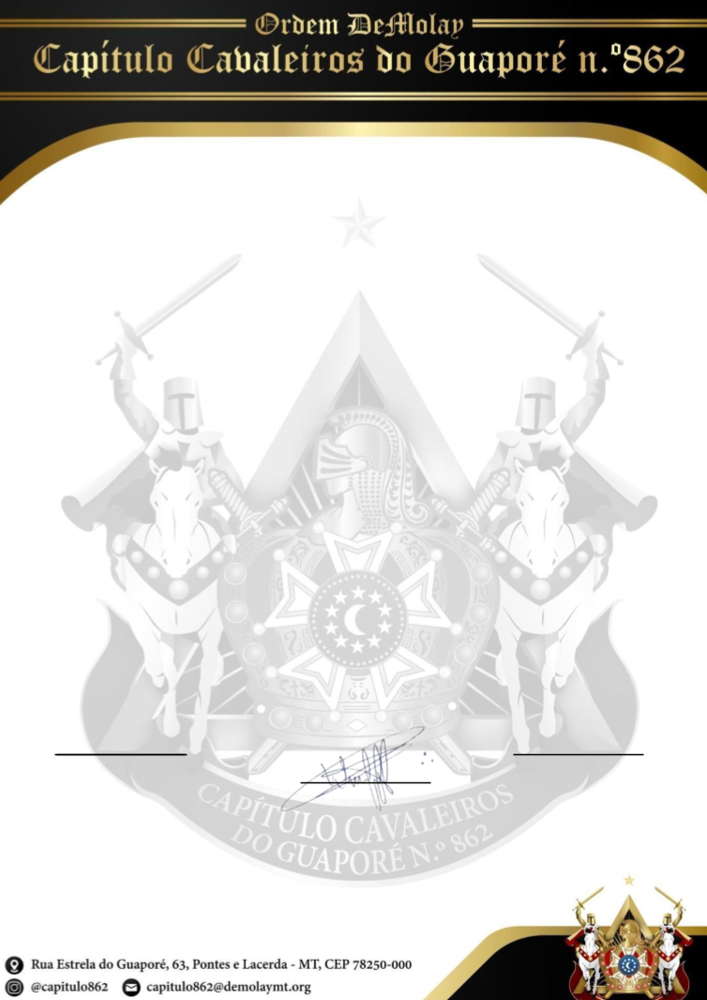 Ordem DeMolay
Capítulo Cavaleiros do Guaporé n.º862
CAPÍTULO CAVALEIROS
DO GUAPORÉ N.º 862
Rua Estrela do Guaporé, 63, Pontes e Lacerda - MT, CEP 78250-000
@capitulo862 capitulo862@demolaymt.org